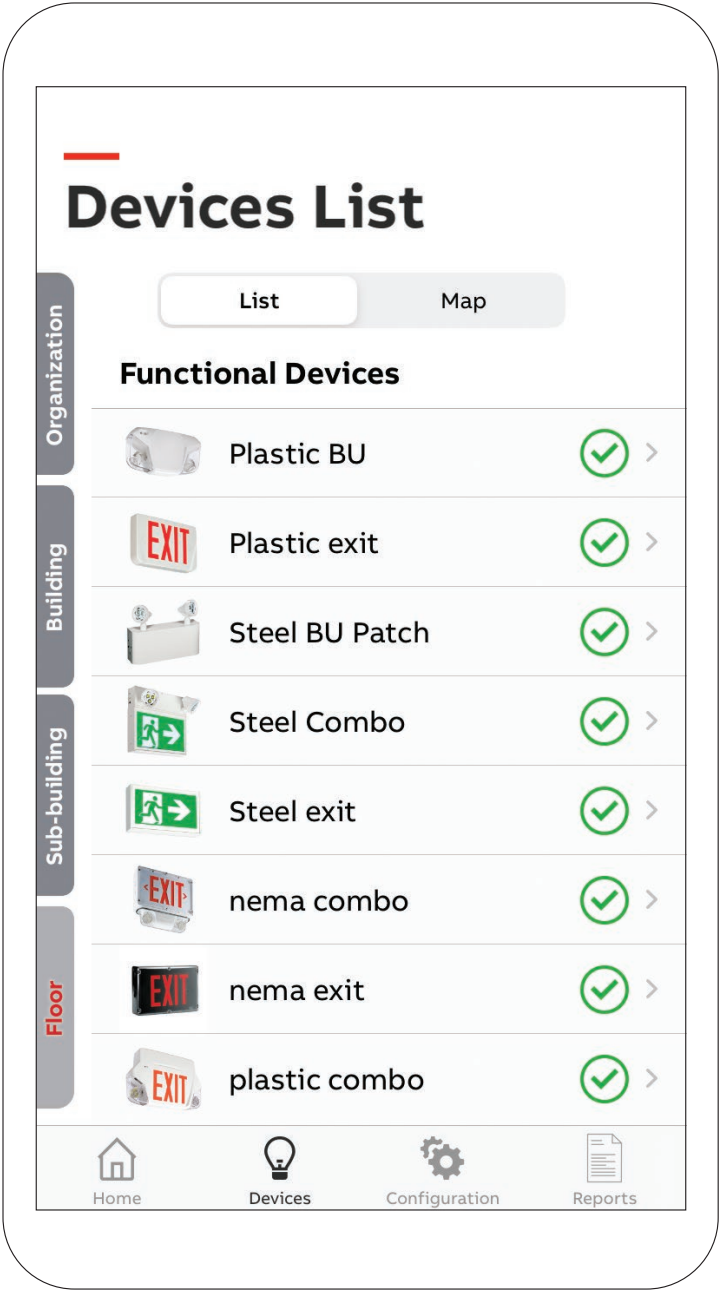 Devices List
List Map
Organization
Building
Sub-building
Floor
Functional Devices
Plastic BU
EXIT Plastic exit
Steel BU Patch
Steel Combo
Steel exit
EXIT nema combo
EXIT nema exit
EXIT plastic combo
Home Devices Configuration Reports